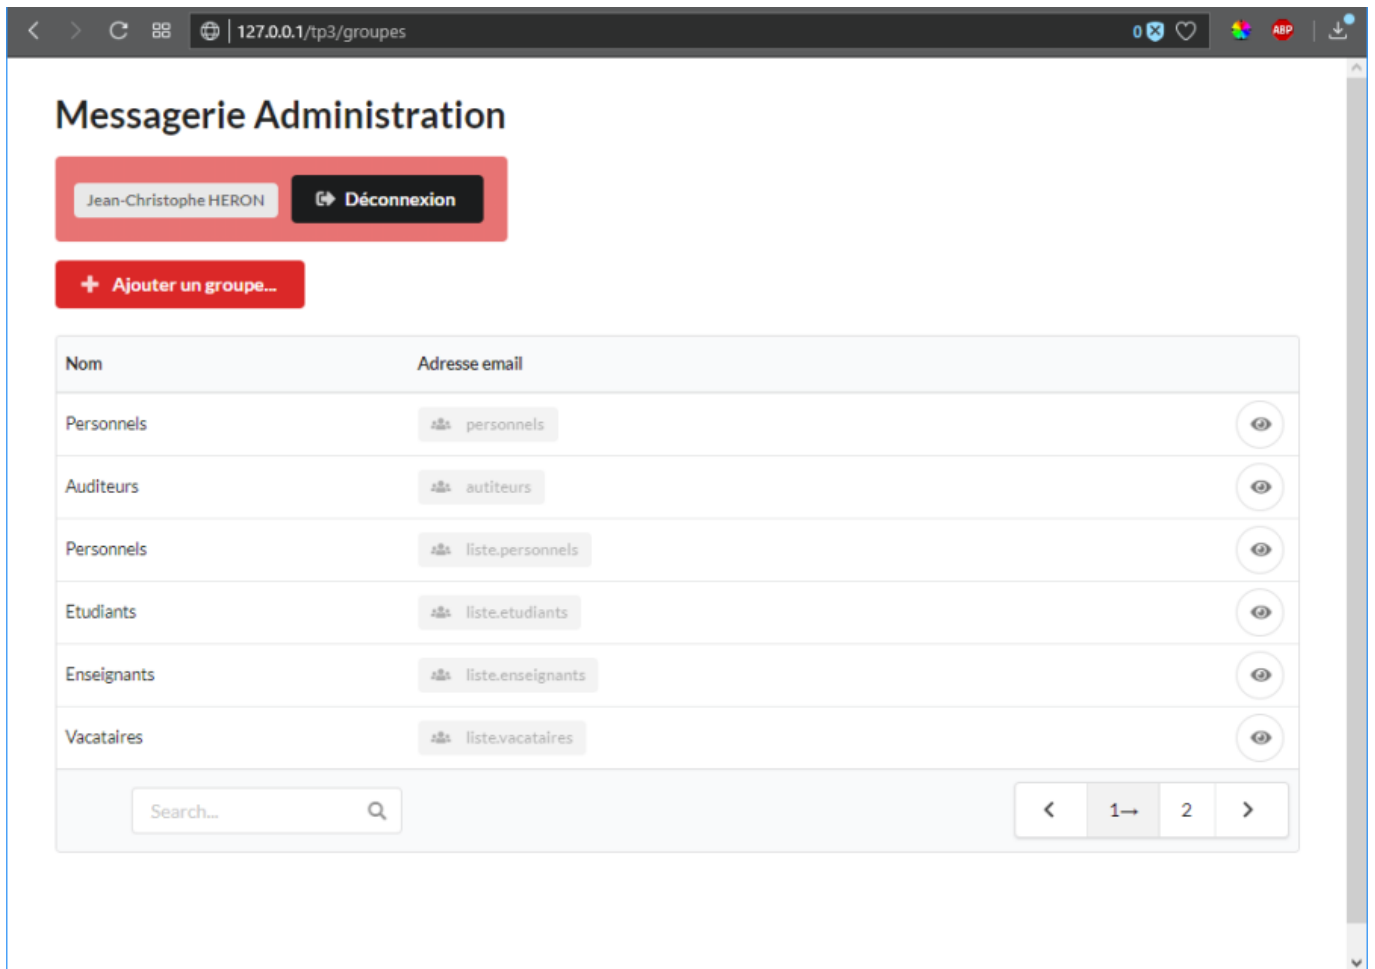 127.0.0.1/tp3/groupes 0 ABP
Messagerie Administration
Jean-Christophe HERON Déconnexion
Ajouter un groupe...
Nom Adresse email
Personnels personnels
Auditeurs autiteurs
Personnels liste.personnels
Etudiants liste.etudiants
Enseignants liste.enseignants
Vacataires liste.vacataires
Search... 1→ 2